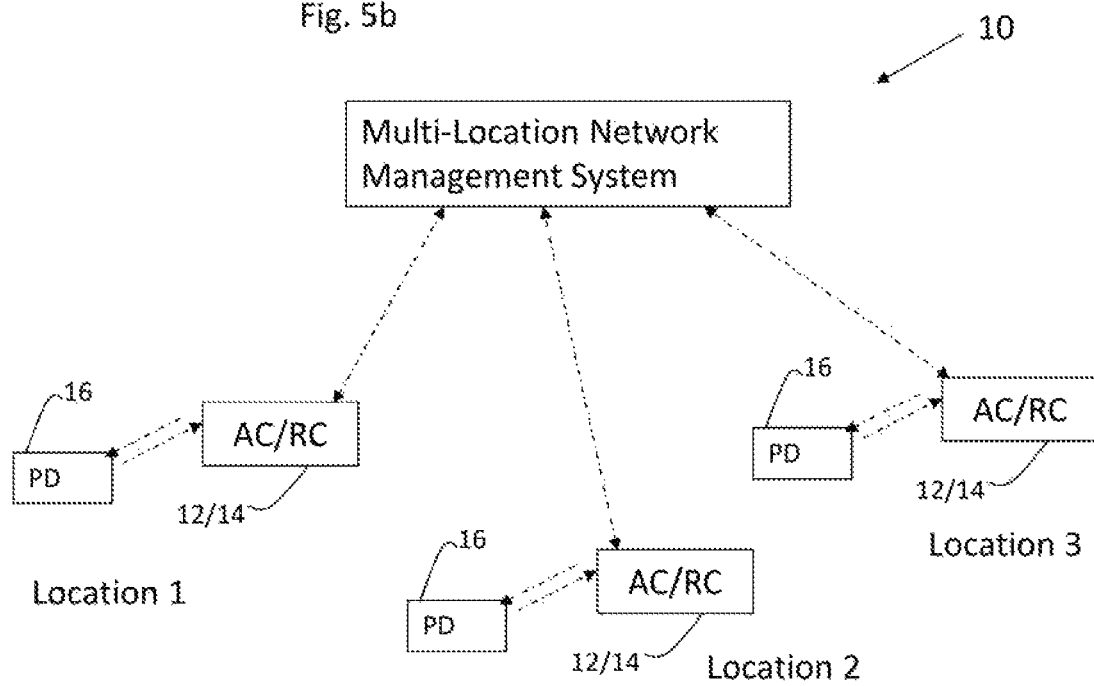 Fig. 5b
10
Multi-Location Network
Management System
16
AC/RC
PD
12/14
Location 1
16
AC/RC
PD
12/14
Location 2
16
AC/RC
PD
12/14
Location 3